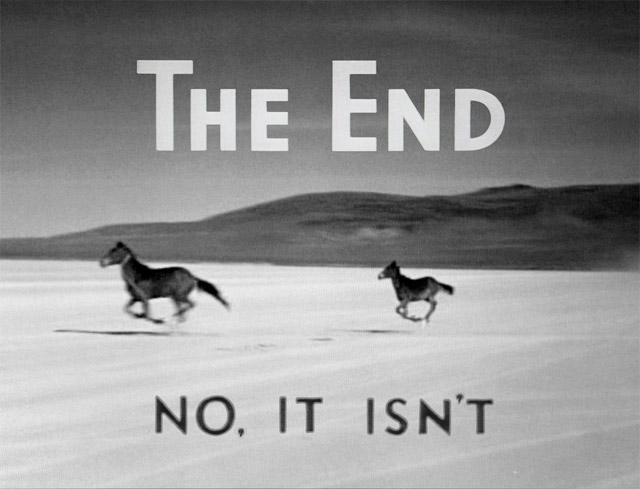 THE END
NO, IT ISN'T